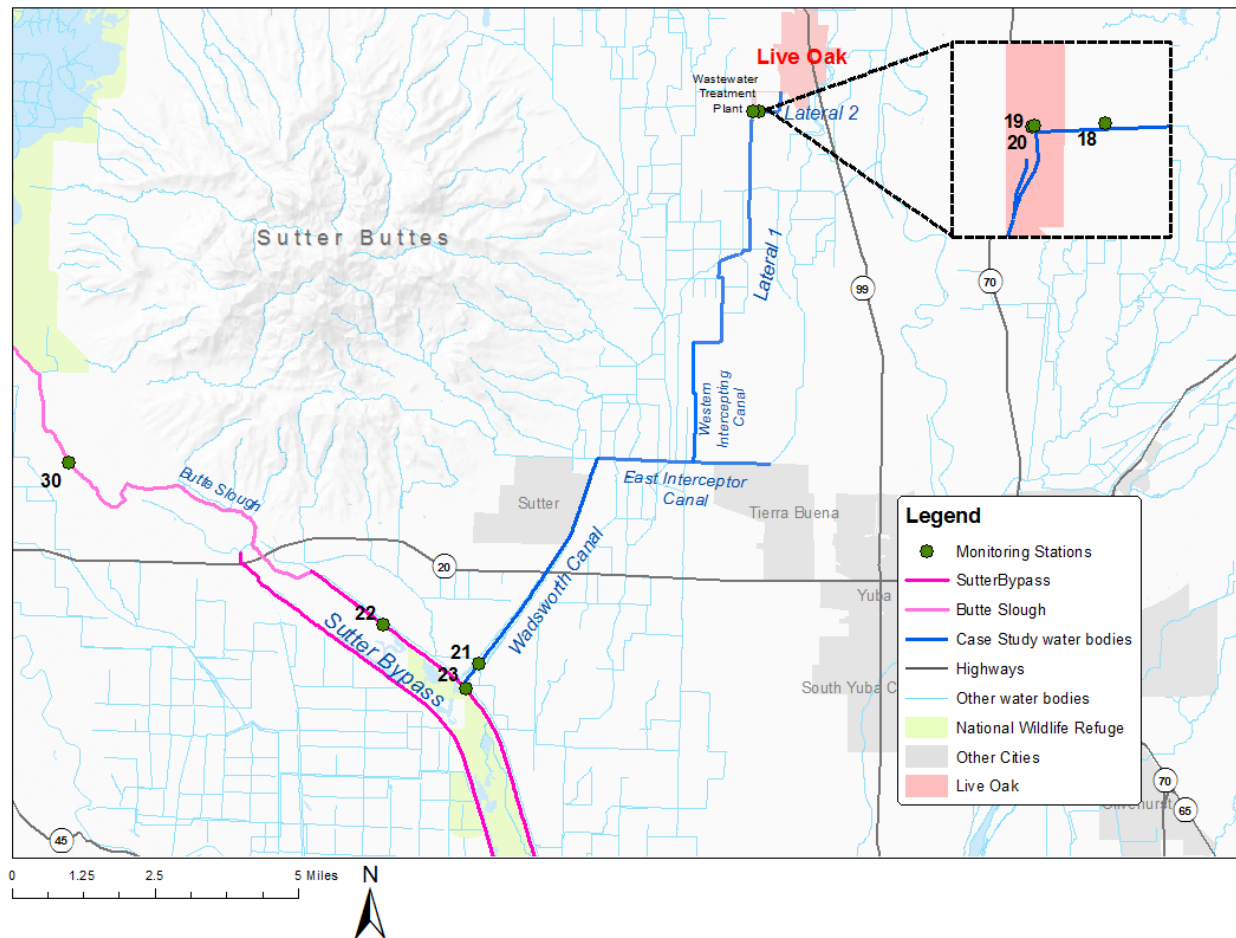 Live Oak
Wastewater
Treatment
Plant
Lateral 2
19
20
18
Sutter Buttes
Lateral 1
99
70
Western
Intercepting
Canal
30
Butte Slough
East Interceptor
Canal
Sutter
Tierra Buena
20
Wadsworth Canal
22
Sutter Bypass
21
23
Yuba
South Yuba C
Legend
Monitoring Stations
SutterBypass
Butte Slough
Case Study water bodies
Highways
Other water bodies
National Wildlife Refuge
Other Cities
Live Oak
70
65
45
0 1.25 2.5 5 Miles
N